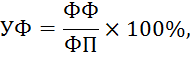 УФ = ФФ/ФП × 100%,